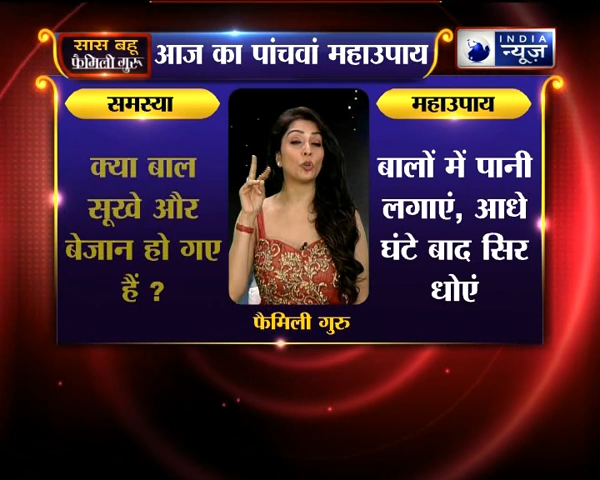 सास बहू
फ़ैमिली गुरु
आज का पांचवां महाउपाय
INDIA
न्यूज़
समस्या
महाउपाय
क्या बाल
सूखे और
बेजान हो गए
हैं ?
बालों में पानी
लगाएं, आधे
घंटे बाद सिर
धोएं
फैमिली गुरु